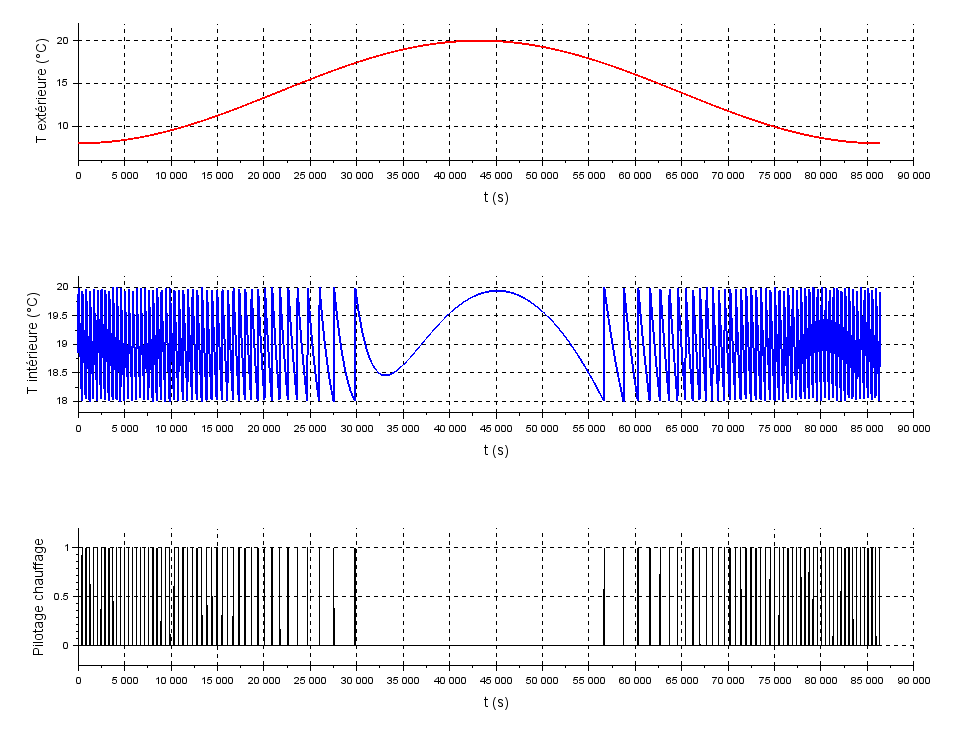 T extérieure (°C)
20
15
10
0 5 000 10 000 15 000 20 000 25 000 30 000 35 000 40 000 45 000 50 000 55 000 60 000 65 000 70 000 75 000 80 000 85 000 90 000
t (s)
T intérieure (°C)
20
19.5
19
18.5
18
0 5 000 10 000 15 000 20 000 25 000 30 000 35 000 40 000 45 000 50 000 55 000 60 000 65 000 70 000 75 000 80 000 85 000 90 000
t (s)
Pilotage chauffage
1
0.5
0
0 5 000 10 000 15 000 20 000 25 000 30 000 35 000 40 000 45 000 50 000 55 000 60 000 65 000 70 000 75 000 80 000 85 000 90 000
t (s)